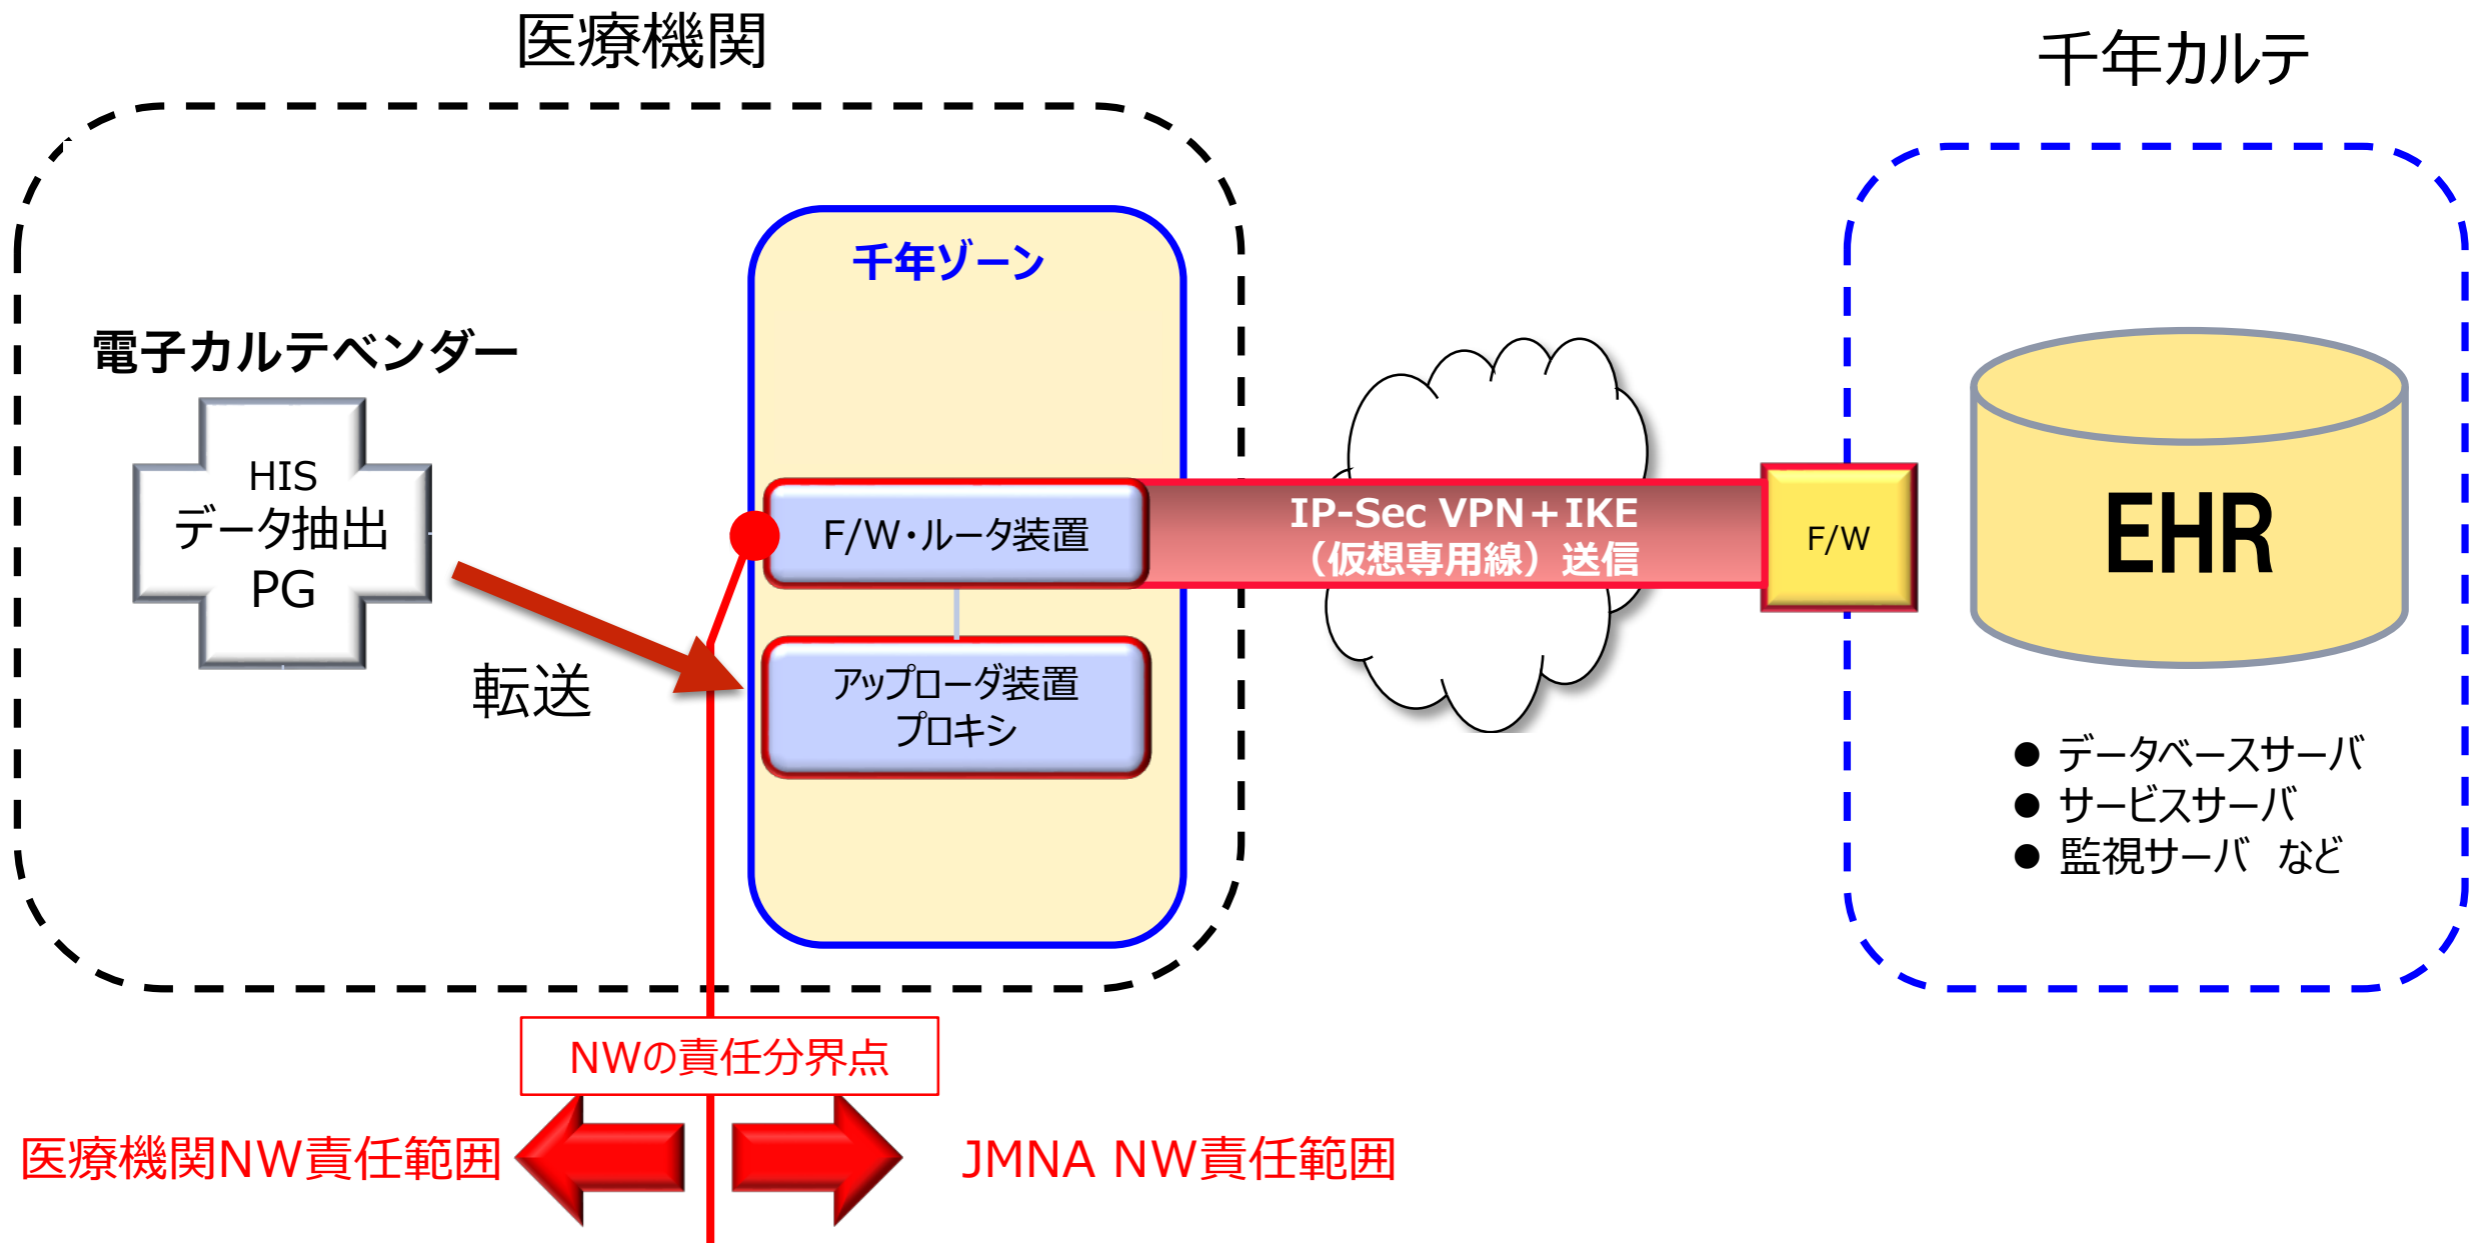 医療機関
千年カルテ
千年ゾーン
電子カルテベンダー
HIS
データ抽出
PG
転送
F/W・ルータ装置
アップローダ装置
プロキシ
IP-Sec VPN+IKE
（仮想専用線）送信
F/W
EHR
● データベースサーバ
● サービスサーバ
● 監視サーバ など
NWの責任分界点
医療機関NW責任範囲
JMNA NW責任範囲